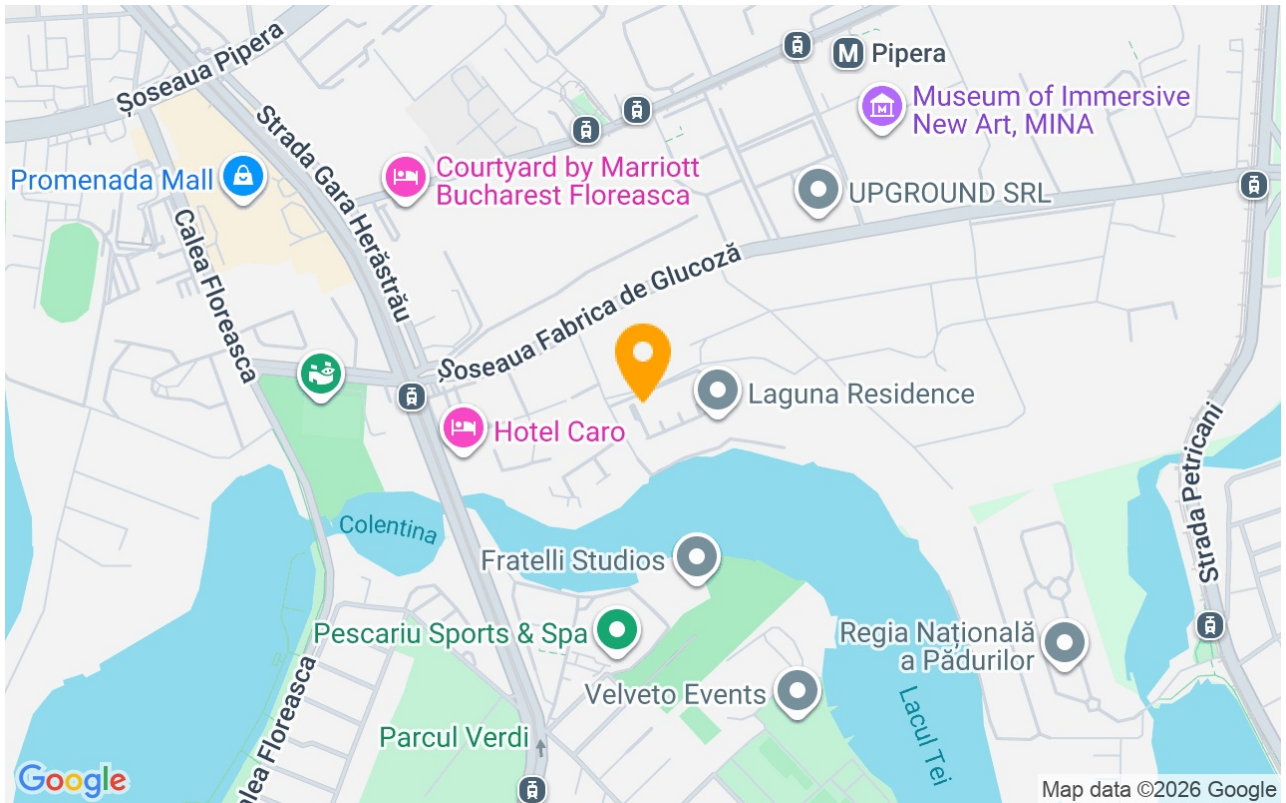 Șoseaua Pipera
Strada Gara Herăstrău
M Pipera
Museum of Immersive
New Art, MINA
Promenada Mall
Courtyard by Marriott
Bucharest Floreasca
UPGROUND SRL
Calea Floreasca
Șoseaua Fabrica de Glucoză
Laguna Residence
Hotel Caro
Strada Petricani
Colentina
Fratelli Studios
Pescariu Sports & Spa
Regia Națională
a Pădurilor
Velveto Events
Lacul Tei
Calea Floreasca
Parcul Verdi
Google
Map data ©2026 Google